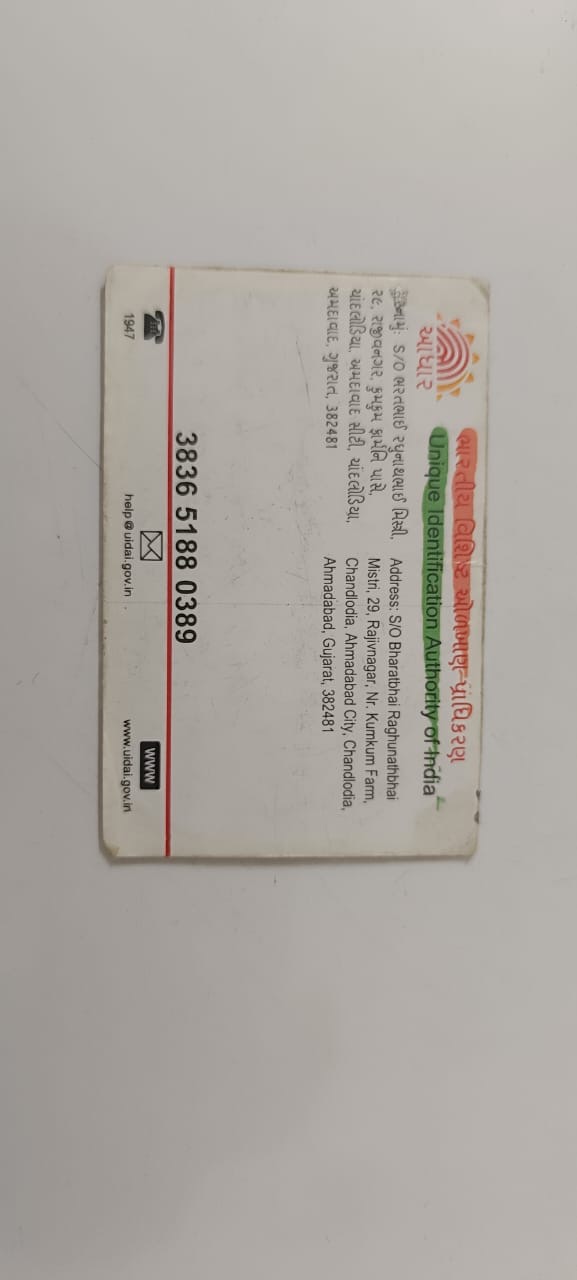 ભારતીય વિશિષ્ટ ઓળખાણ પ્રાધિકરણ
Unique Identification Authority of India
આધાર
S/O ભરતભાઈ રઘુનાથભાઈ મિસ્ત્રી,
૨૯, રાજીવનગર, કુમકુમ ફાર્મની પાસે,
ચાંદલોડિયા, અમદાવાદ સીટી, ચાંદલોડિયા,
અમદાવાદ, ગુજરાત, 382481
Address: S/O Bharatbhai Raghunathbhai
Mistri, 29, Rajivnagar, Nr. Kumkum Farm,
Chandlodia, Ahmadabad City, Chandlodia,
Ahmadabad, Gujarat, 382481
3836 5188 0389
1947
help@uidai.gov.in
www
www.uidai.gov.in